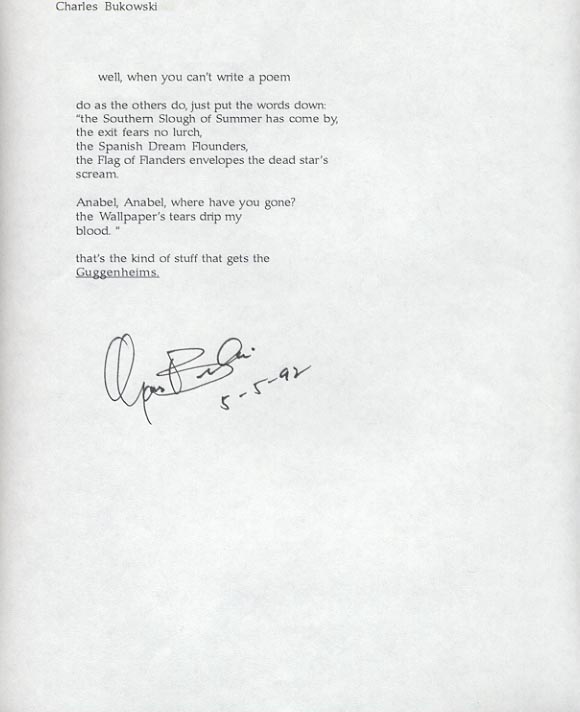 Charles Bukowski
well, when you can't write a poem
do as the others do, just put the words down:
"the Southern Slough of Summer has come by,
the exit fears no lurch,
the Spanish Dream Flounders,
the Flag of Flanders envelopes the dead star's
scream.
Anabel, Anabel, where have you gone?
the Wallpaper's tears drip my
blood. "
that's the kind of stuff that gets the
Guggenheims.
5-5-92